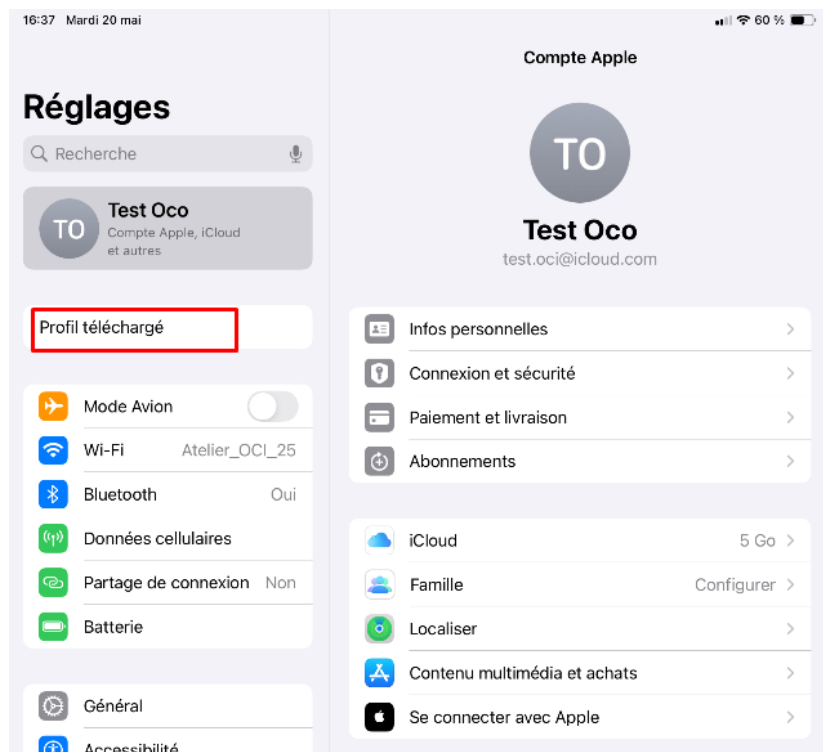 16:37 Mardi 20 mai
60 %
Réglages
Recherche
TO
Test Oco
Compte Apple, iCloud
et autres
Profil téléchargé
Mode Avion
Wi-Fi Atelier_OCI_25
Bluetooth Oui
Données cellulaires
Partage de connexion Non
Batterie
Général
Accessibilité
Compte Apple
TO
Test Oco
test.oci@icloud.com
Infos personnelles
Connexion et sécurité
Paiement et livraison
Abonnements
iCloud 5 Go
Famille Configurer
Localiser
Contenu multimédia et achats
Se connecter avec Apple